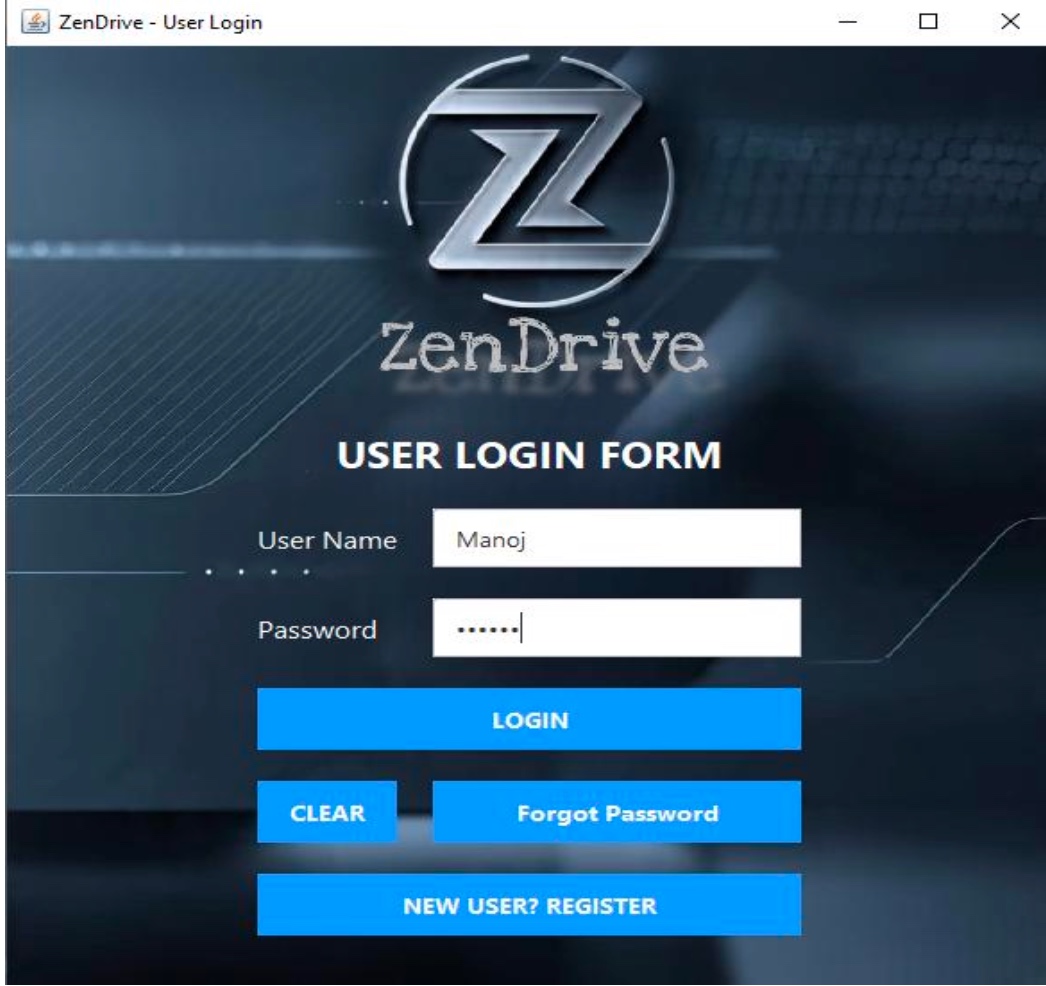 ZenDrive - User Login
ZenDrive
USER LOGIN FORM
User Name Manoj
Password ••••••
LOGIN
CLEAR Forgot Password
NEW USER? REGISTER